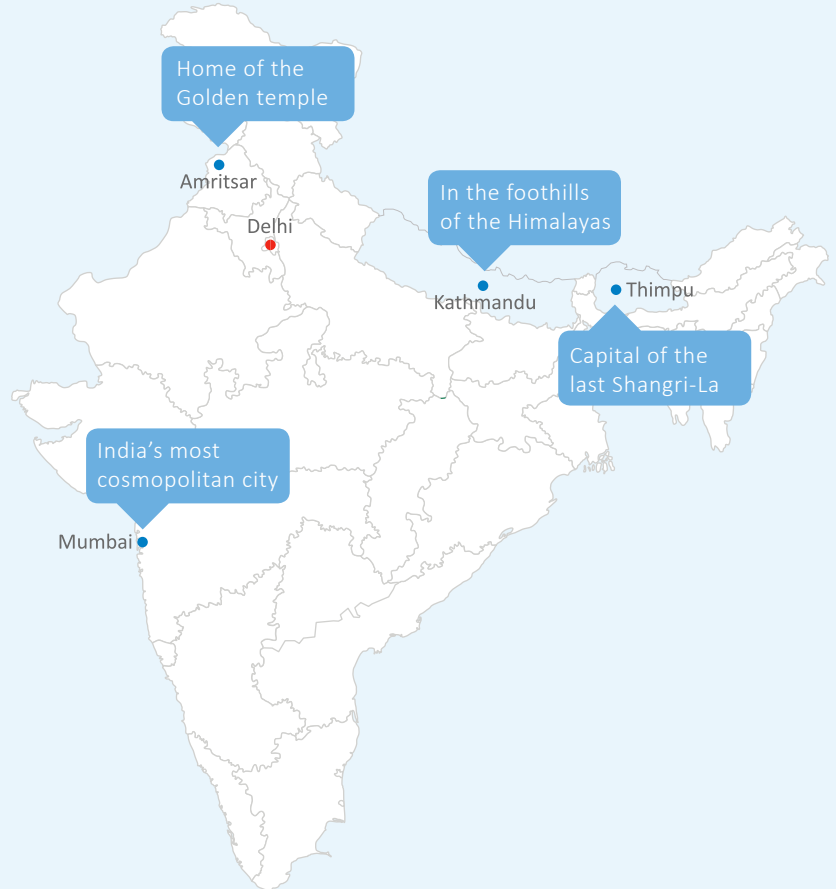 Home of the
Golden temple
Amritsar
Delhi
In the foothills
of the Himalayas
Kathmandu
Thimpu
Capital of the
last Shangri-La
India’s most
cosmopolitan city
Mumbai